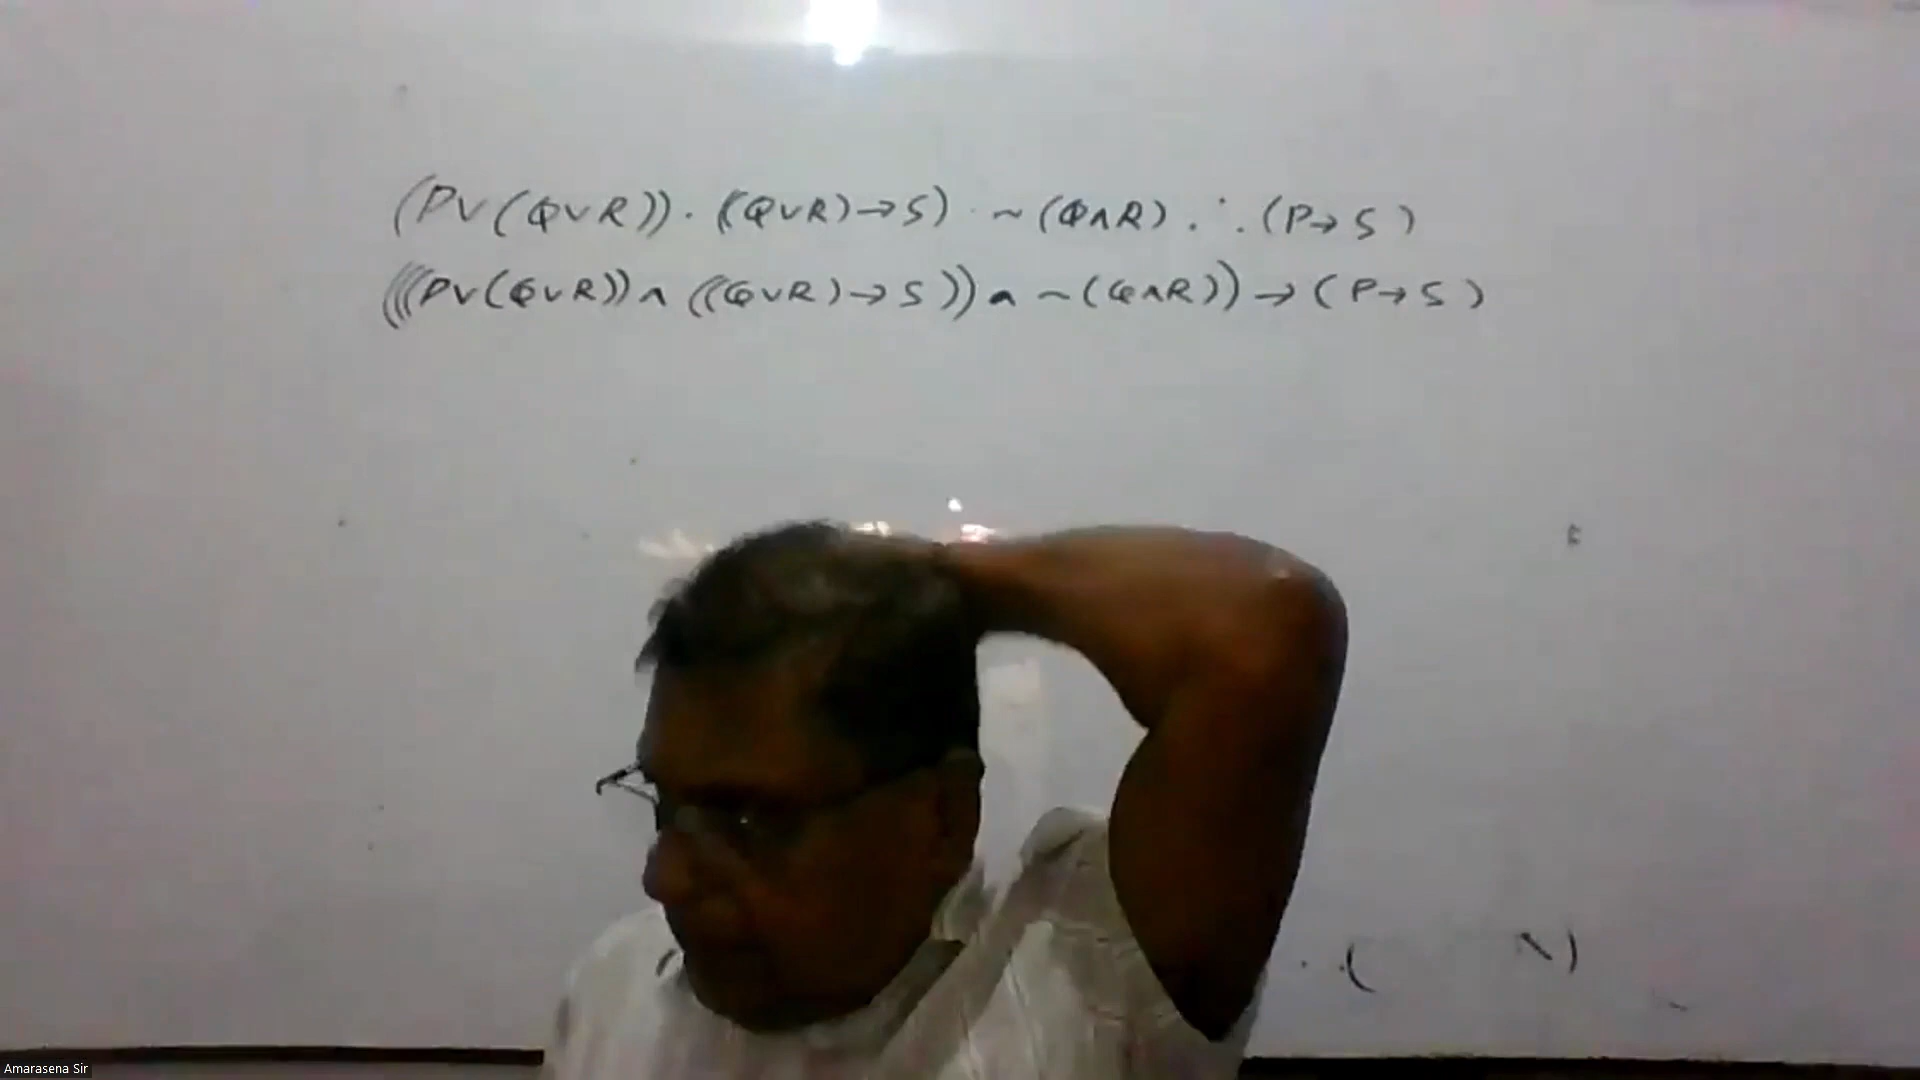 (P∨(Q∨R)). ((Q∨R)→S) . ~(Q∧R). ∴ (P→S)
(((P∨(Q∨R))∧((Q∨R)→S))∧ ~(Q∧R))→(P→S)
Amarasena Sir